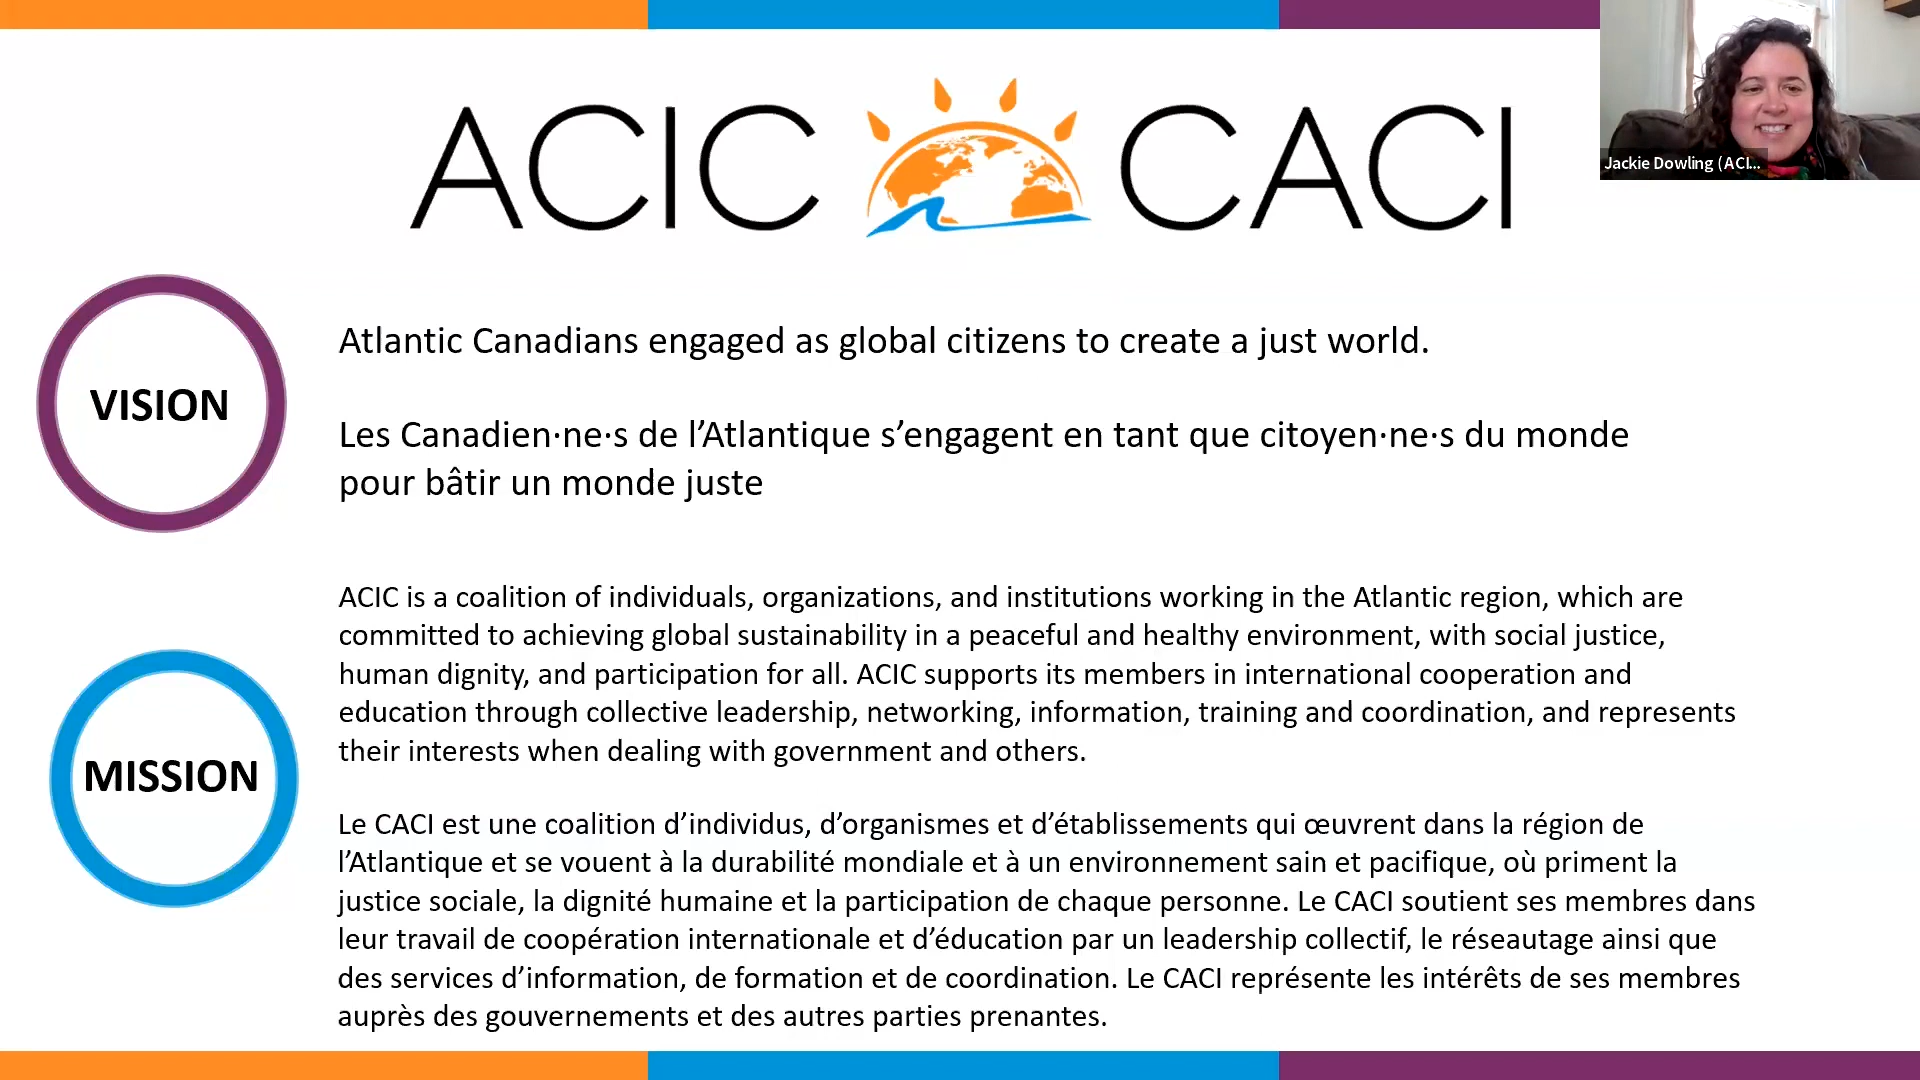 ACIC CACI
Jackie Dowling (ACI...
VISION
Atlantic Canadians engaged as global citizens to create a just world.
Les Canadien·ne·s de l’Atlantique s’engagent en tant que citoyen·ne·s du monde
pour bâtir un monde juste
MISSION
ACIC is a coalition of individuals, organizations, and institutions working in the Atlantic region, which are
committed to achieving global sustainability in a peaceful and healthy environment, with social justice,
human dignity, and participation for all. ACIC supports its members in international cooperation and
education through collective leadership, networking, information, training and coordination, and represents
their interests when dealing with government and others.
Le CACI est une coalition d’individus, d’organismes et d’établissements qui œuvrent dans la région de
l’Atlantique et se vouent à la durabilité mondiale et à un environnement sain et pacifique, où priment la
justice sociale, la dignité humaine et la participation de chaque personne. Le CACI soutient ses membres dans
leur travail de coopération internationale et d’éducation par un leadership collectif, le réseautage ainsi que
des services d’information, de formation et de coordination. Le CACI représente les intérêts de ses membres
auprès des gouvernements et des autres parties prenantes.